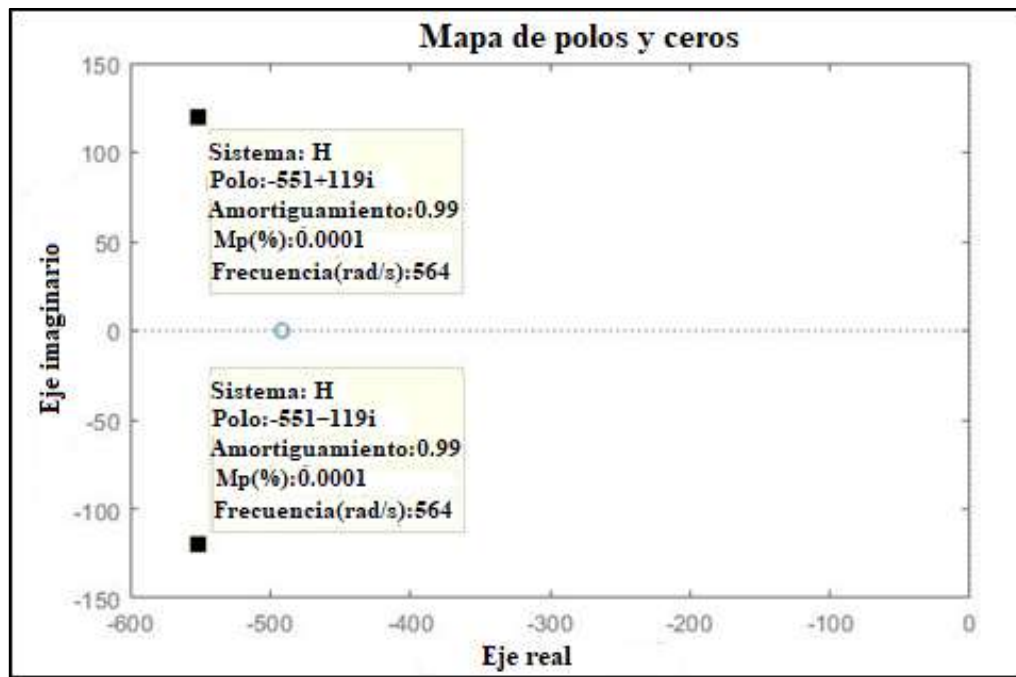 Mapa de polos y ceros
150
100
50
0
-50
-100
-150
Eje imaginario
Sistema: H
Polo:-551+119i
Amortiguamiento:0.99
Mp(%):0.0001
Frecuencia(rad/s):564
Sistema: H
Polo:-551-119i
Amortiguamiento:0.99
Mp(%):0.0001
Frecuencia(rad/s):564
-600 -500 -400 -300 -200 -100 0
Eje real